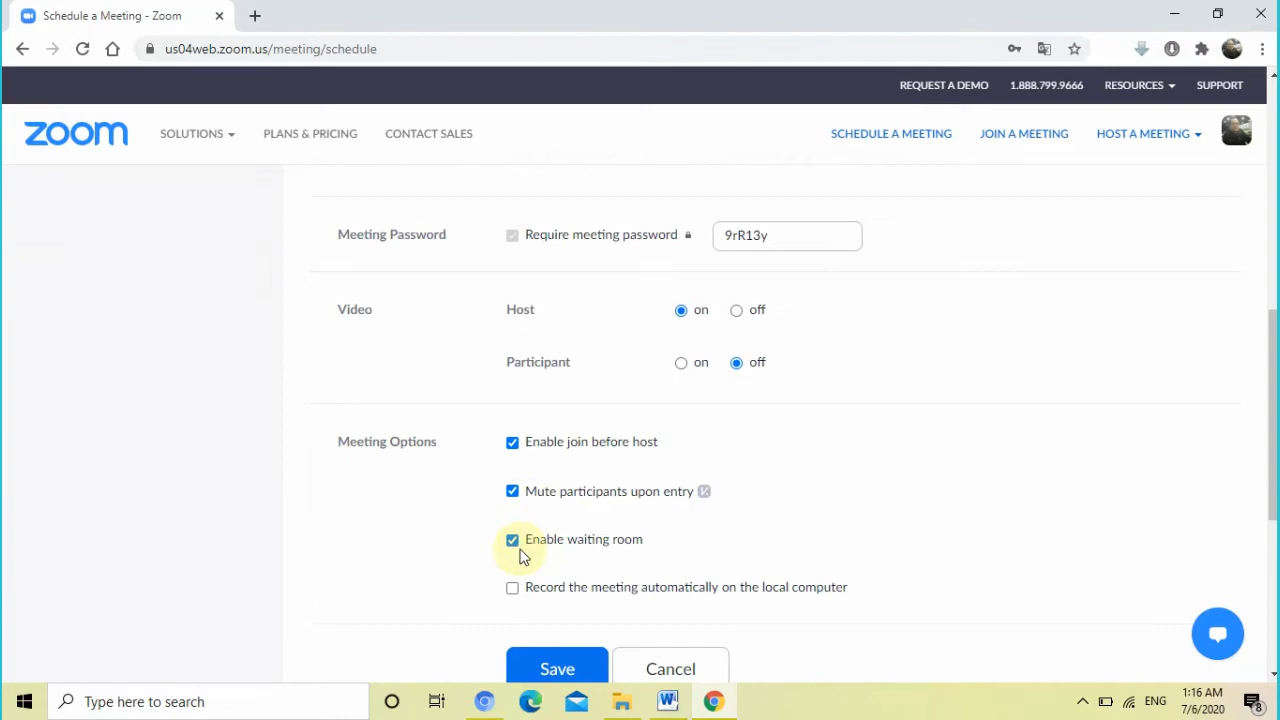 Schedule a Meeting - Zoom
us04web.zoom.us/meeting/schedule
REQUEST A DEMO 1.888.799.9666 RESOURCES SUPPORT
zoom SOLUTIONS PLANS & PRICING CONTACT SALES SCHEDULE A MEETING JOIN A MEETING HOST A MEETING
Meeting Password Require meeting password 9rR13y
Video Host on off
Participant on off
Meeting Options Enable join before host
Mute participants upon entry
Enable waiting room
Record the meeting automatically on the local computer
Save Cancel
Type here to search ENG 1:16 AM
7/6/2020 8